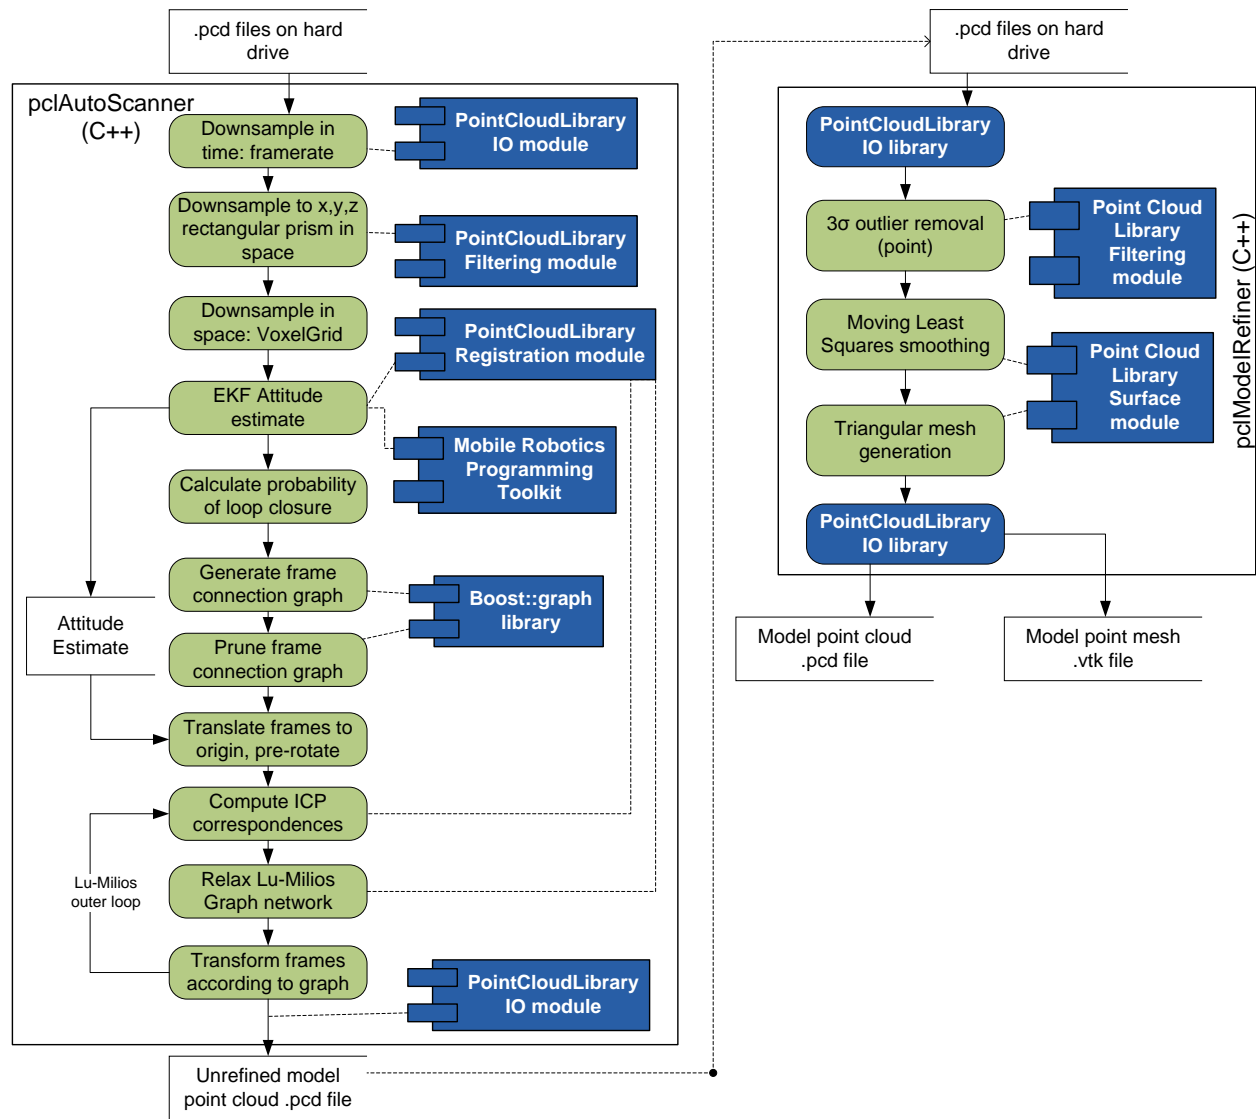 .pcd files on hard
drive
pclAutoScanner
(C++)
Downsample in
time: framerate
PointCloudLibrary
IO module
Downsample to x,y,z
rectangular prism in
space
PointCloudLibrary
Filtering module
Downsample in
space: VoxelGrid
PointCloudLibrary
Registration module
EKF Attitude
estimate
Mobile Robotics
Programming
Toolkit
Calculate probability
of loop closure
Generate frame
connection graph
Boost::graph
library
Attitude
Estimate
Prune frame
connection graph
Translate frames to
origin, pre-rotate
Compute ICP
correspondences
Lu-Milios
outer loop
Relax Lu-Milios
Graph network
Transform frames
according to graph
PointCloudLibrary
IO module
Unrefined model
point cloud .pcd file
.pcd files on hard
drive
pclModelRefiner (C++)
PointCloudLibrary
IO library
3σ outlier removal
(point)
Point Cloud
Library
Filtering
module
Moving Least
Squares smoothing
Point Cloud
Library
Surface
module
Triangular mesh
generation
PointCloudLibrary
IO library
Model point cloud
.pcd file
Model point mesh
.vtk file